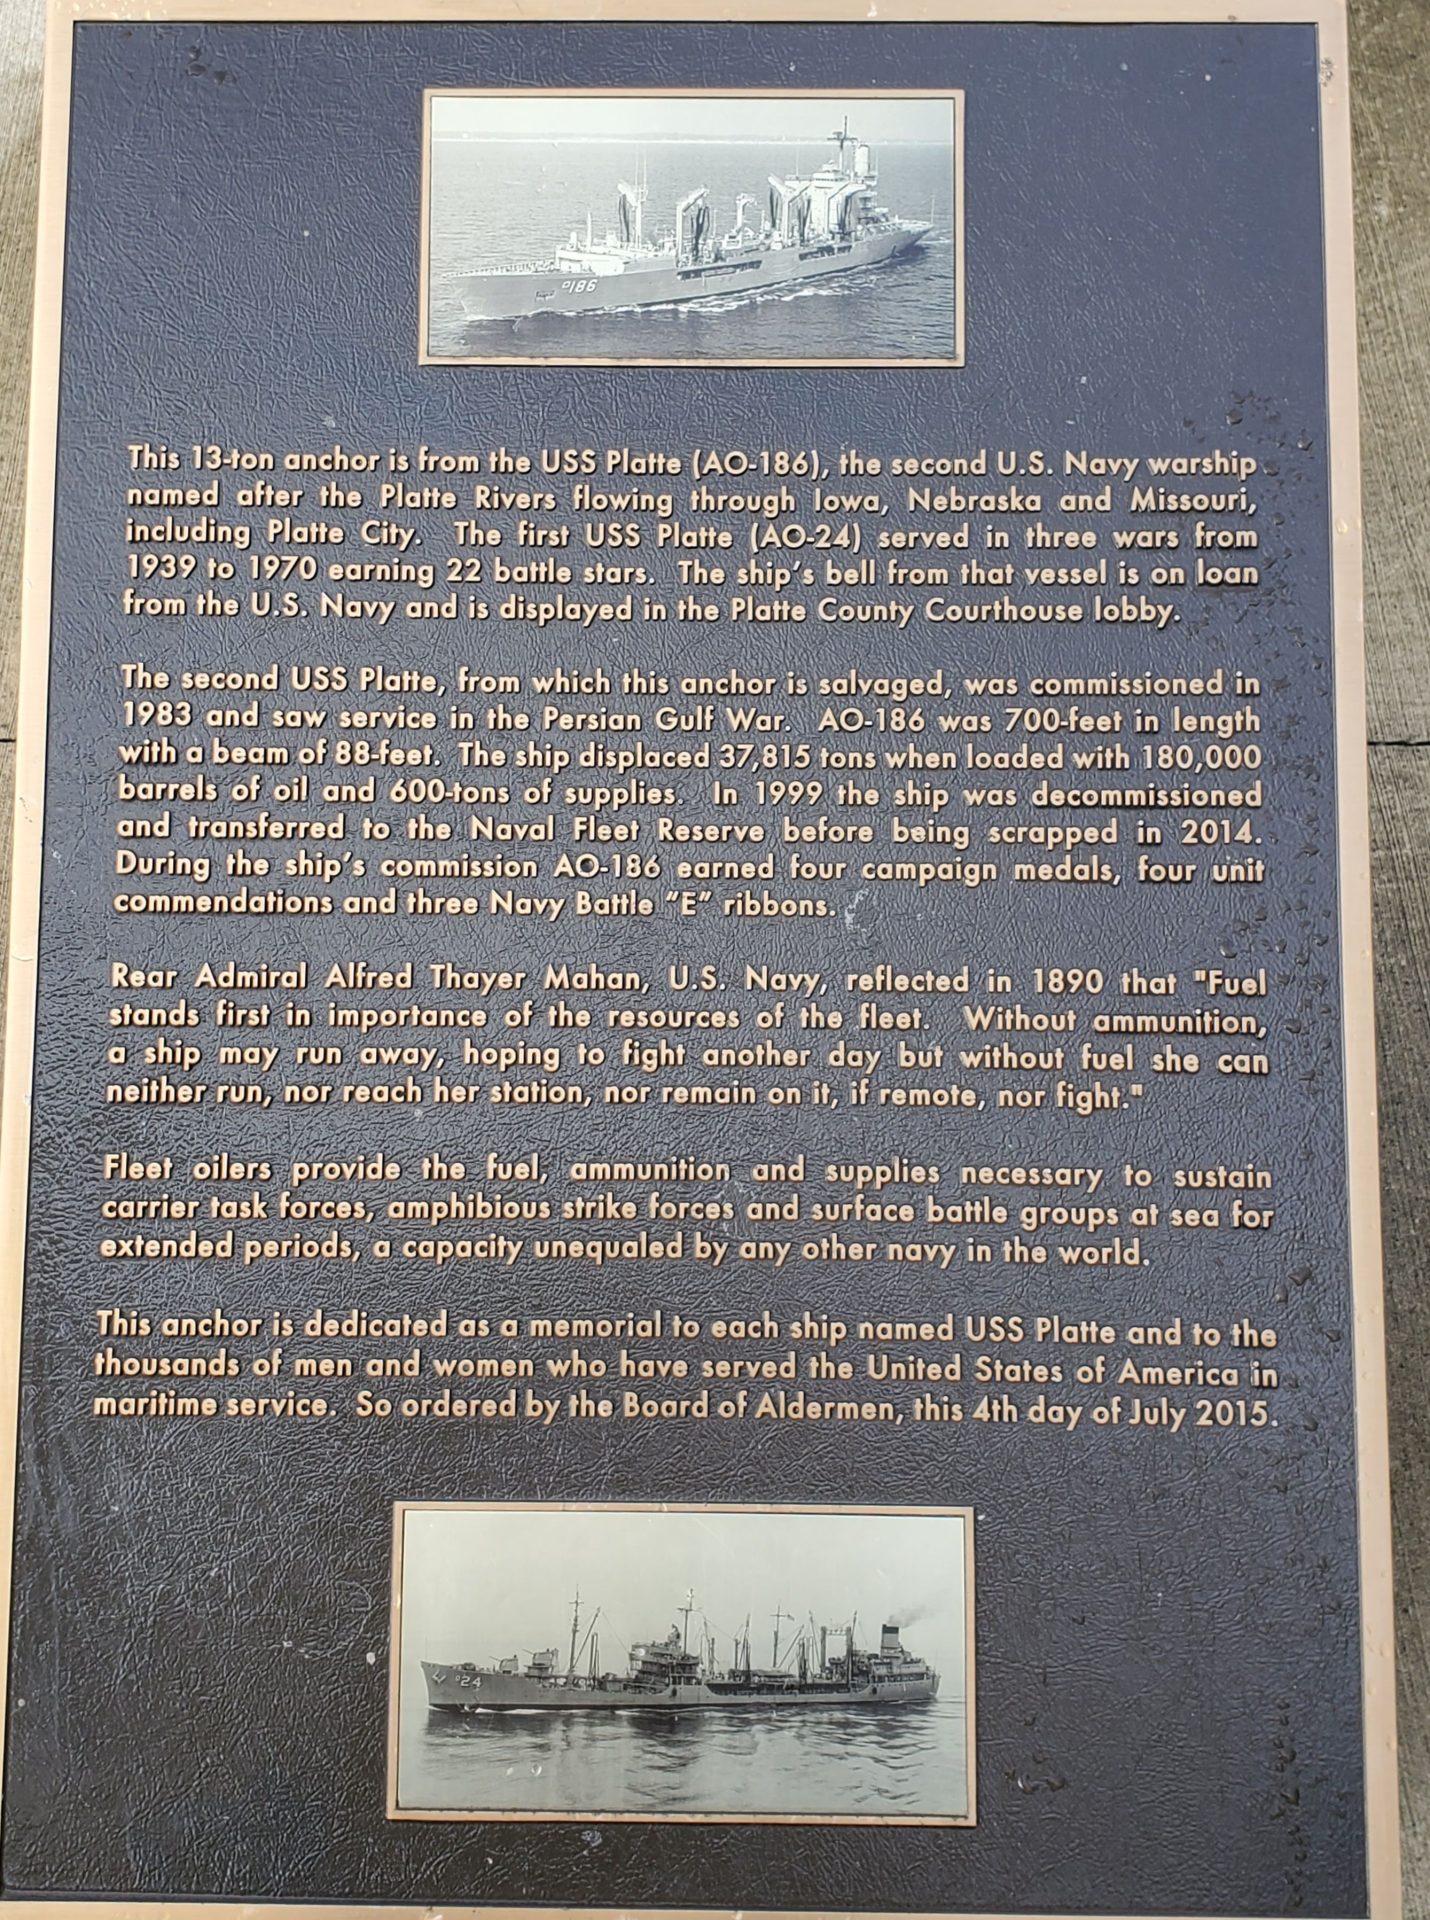 186
This 13-ton anchor is from the USS Platte (AO-186), the second U.S. Navy warship
named after the Platte Rivers flowing through Iowa, Nebraska and Missouri,
including Platte City. The first USS Platte (AO-24) served in three wars from
1939 to 1970 earning 22 battle stars. The ship's bell from that vessel is on loan
from the U.S. Navy and is displayed in the Platte County Courthouse lobby.
The second USS Platte, from which this anchor is salvaged, was commissioned in
1983 and saw service in the Persian Gulf War. AO-186 was 700-feet in length
with a beam of 88-feet. The ship displaced 37,815 tons when loaded with 180,000
barrels of oil and 600-tons of supplies. In 1999 the ship was decommissioned
and transferred to the Naval Fleet Reserve before being scrapped in 2014.
During the ship's commission AO-186 earned four campaign medals, four unit
commendations and three Navy Battle "E" ribbons.
Rear Admiral Alfred Thayer Mahan, U.S. Navy, reflected in 1890 that "Fuel
stands first in importance of the resources of the fleet. Without ammunition,
a ship may run away, hoping to fight another day but without fuel she can
neither run, nor reach her station, nor remain on it, if remote, nor fight."
Fleet oilers provide the fuel, ammunition and supplies necessary to sustain
carrier task forces, amphibious strike forces and surface battle groups at sea for
extended periods, a capacity unequaled by any other navy in the world.
This anchor is dedicated as a memorial to each ship named USS Platte and to the
thousands of men and women who have served the United States of America in
maritime service. So ordered by the Board of Aldermen, this 4th day of July 2015.
24